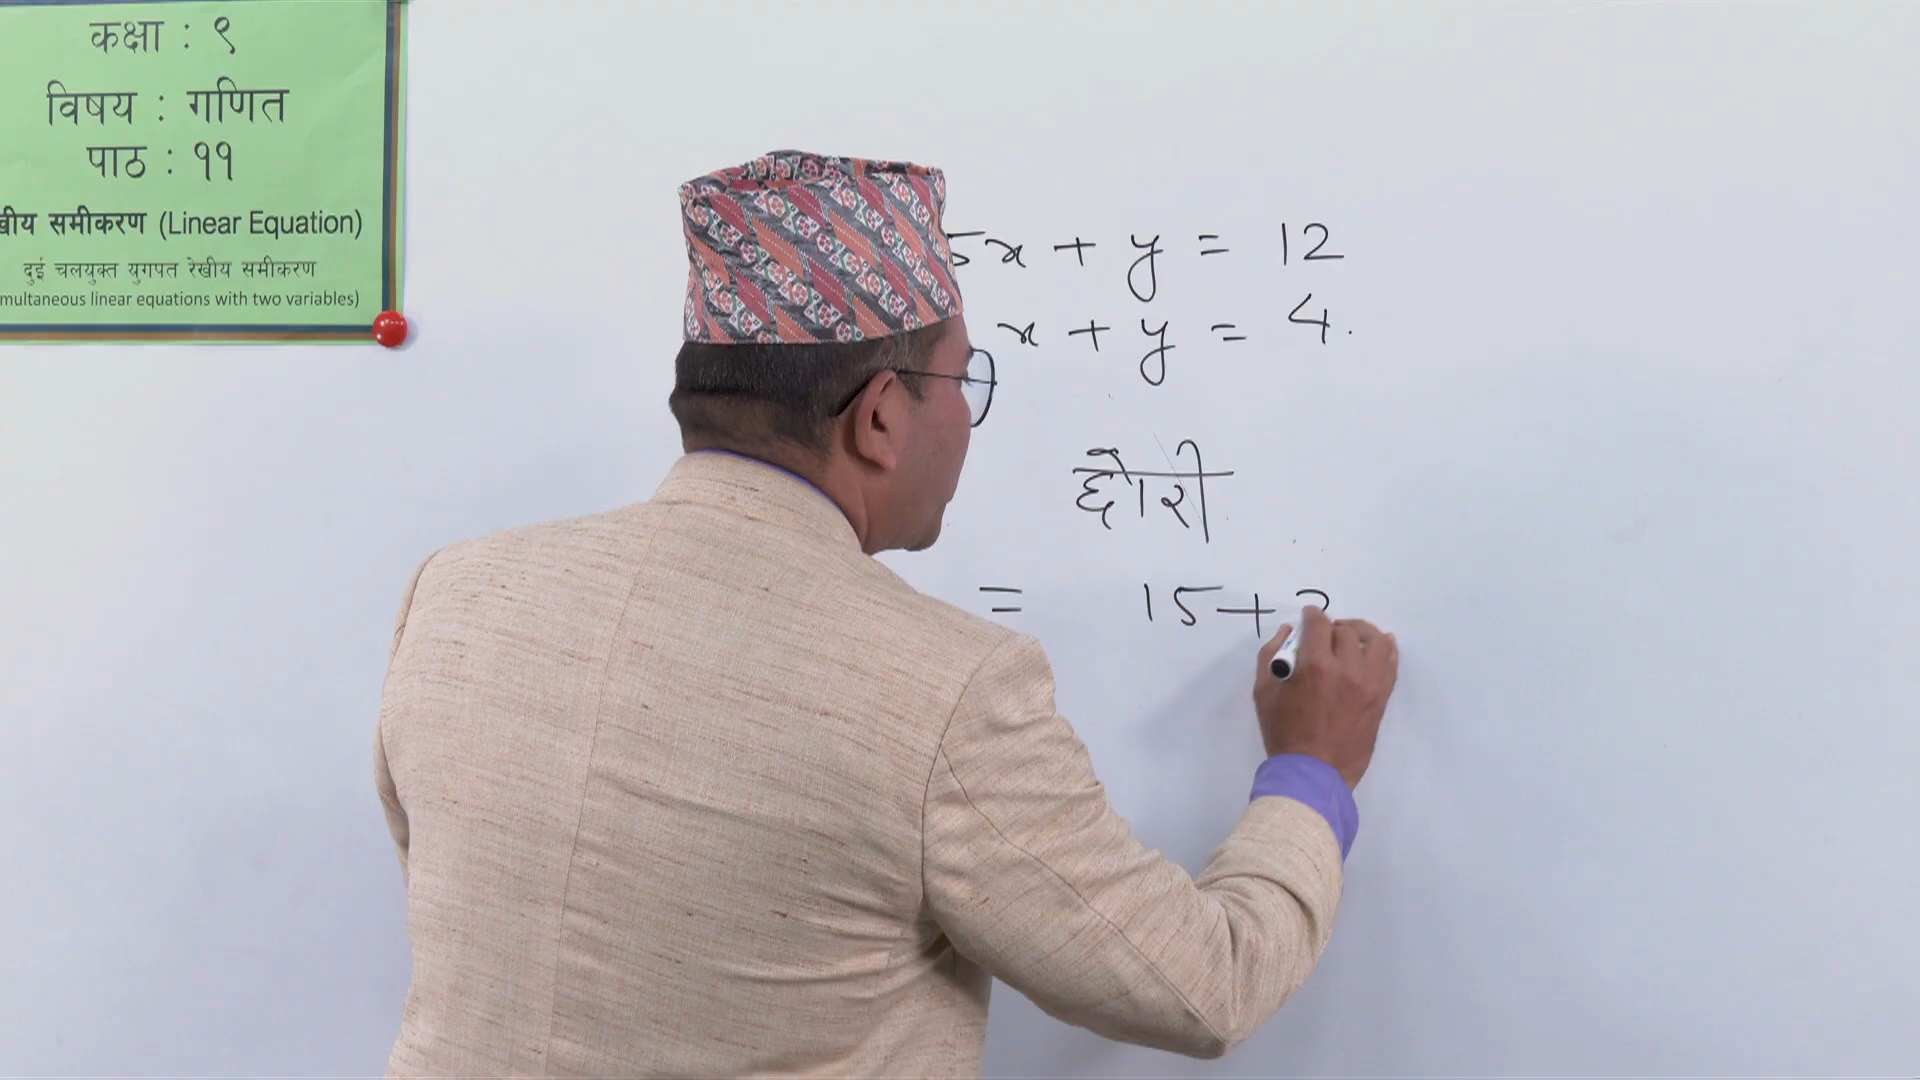 कक्षा : ९
विषय : गणित
पाठ : ११
समीकरण (Linear Equation)
दुई चलयुक्त युगपत रेखीय समीकरण
linear equations with two variables)
5x + y = 12
x + y = 4.
छोरी
= 15+